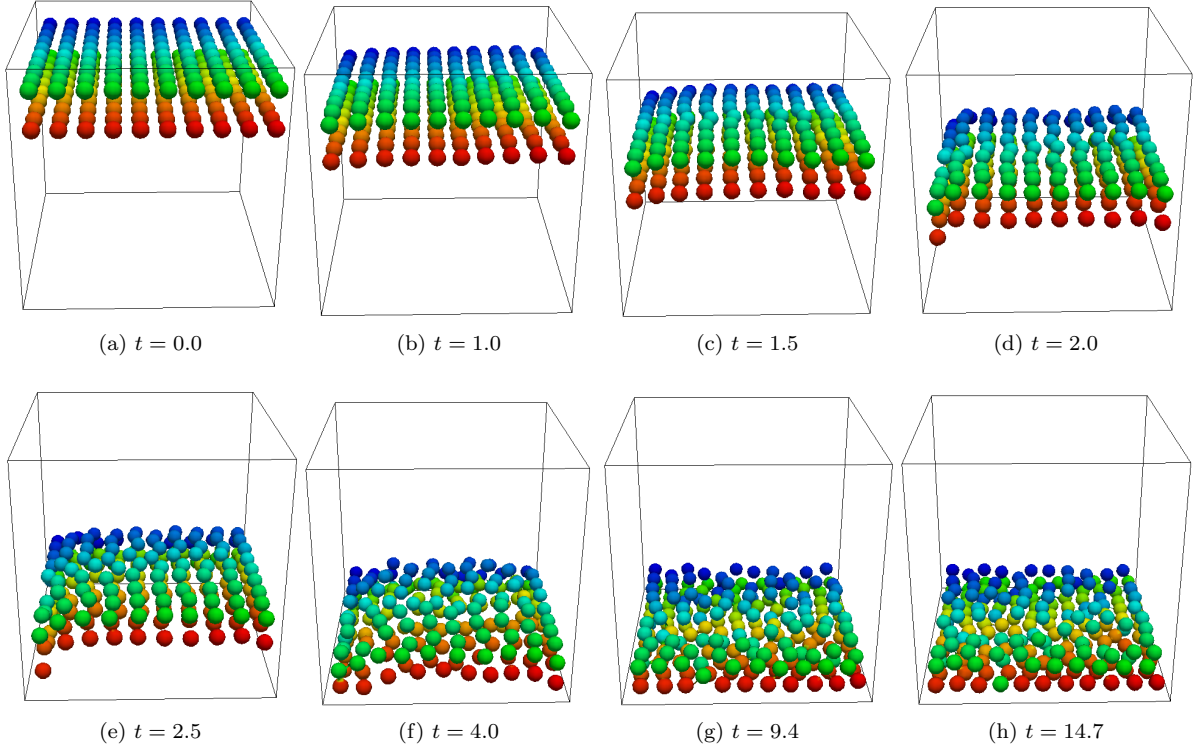 (a) t = 0.0
(b) t = 1.0
(c) t = 1.5
(d) t = 2.0
(e) t = 2.5
(f) t = 4.0
(g) t = 9.4
(h) t = 14.7